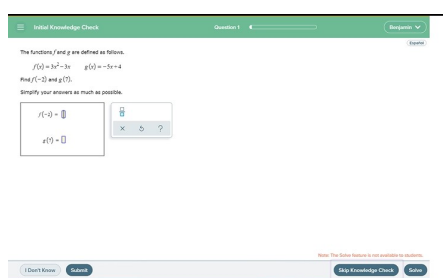 Initial Knowledge Check
Question 1
Benjamin
Español
The functions f and g are defined as follows.
f(x) = 3x²−3x g(x) = −5x+4
Find f(−2) and g(7).
Simplify your answers as much as possible.
f(−2) =
g(7) =
× ↺ ?
Note: The Solve feature is not available to students.
I Don't Know Submit Skip Knowledge Check Solve